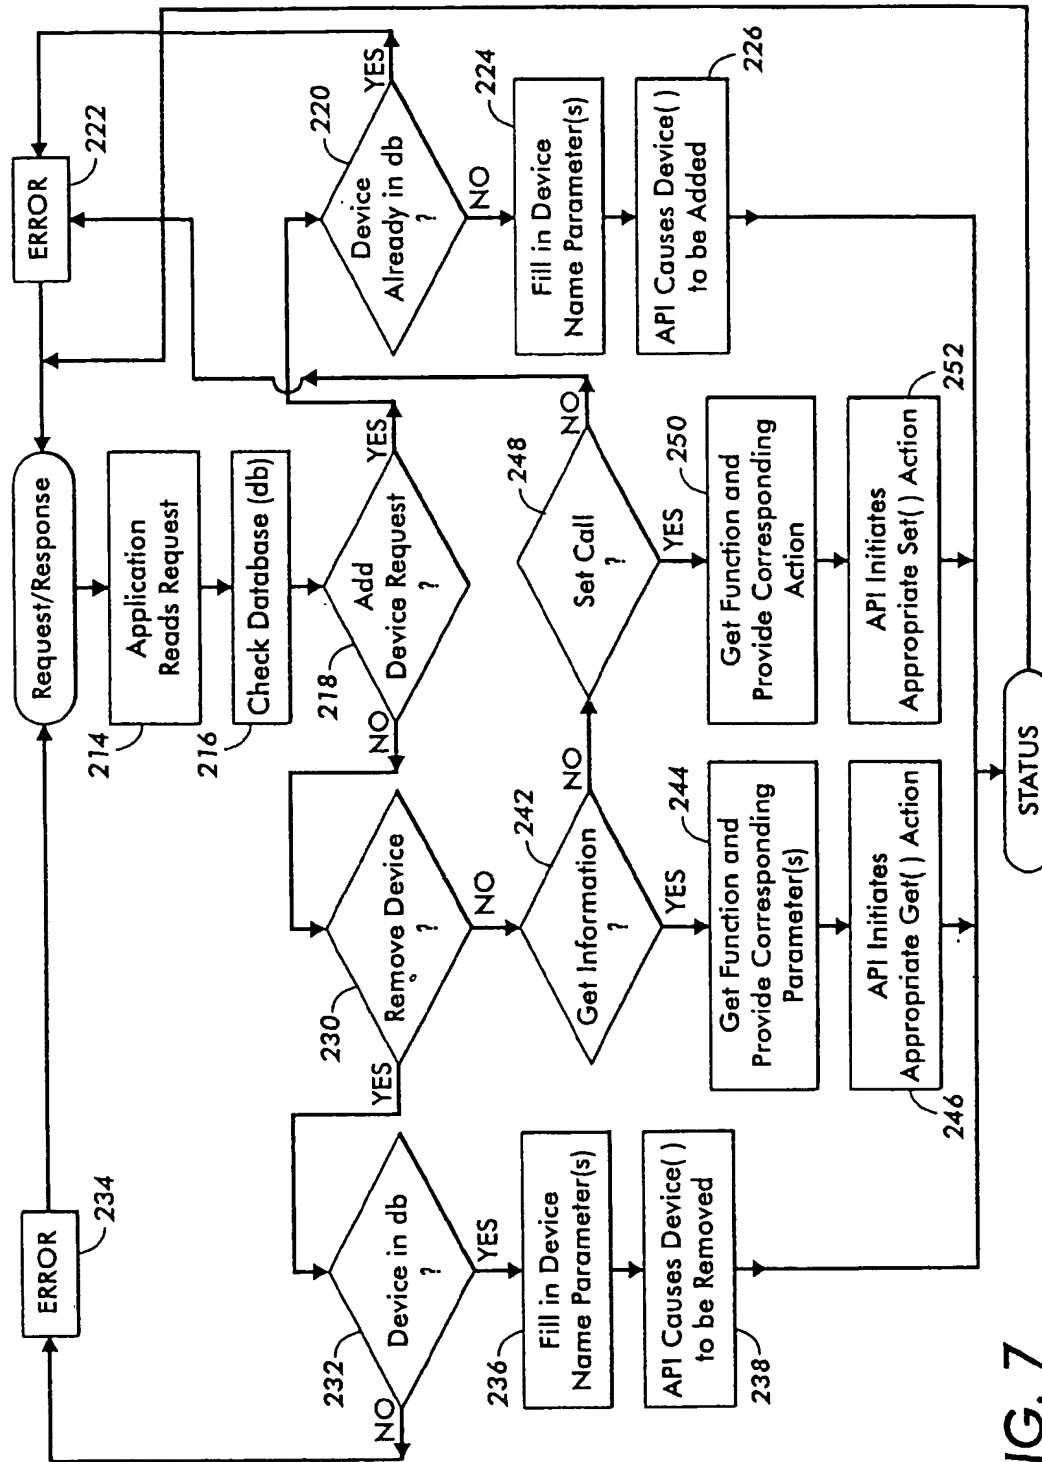 Request/Response
ERROR
222
ERROR
234
Application
Reads Request
214
Check Database (db)
216
Add
Device Request
?
218
YES
NO
Device
Already in db
?
220
YES
NO
Fill in Device
Name Parameter(s)
224
API Causes Device( )
to be Added
226
Remove Device
?
230
YES
NO
Device in db
?
232
NO
YES
Fill in Device
Name Parameter(s)
236
API Causes Device( )
to be Removed
238
Get Information
?
242
NO
YES
Get Function and
Provide Corresponding
Parameter(s)
244
API Initiates
Appropriate Get( ) Action
246
Set Call
?
248
NO
YES
Get Function and
Provide Corresponding
Action
250
API Initiates
Appropriate Set( ) Action
252
STATUS
IG. 7